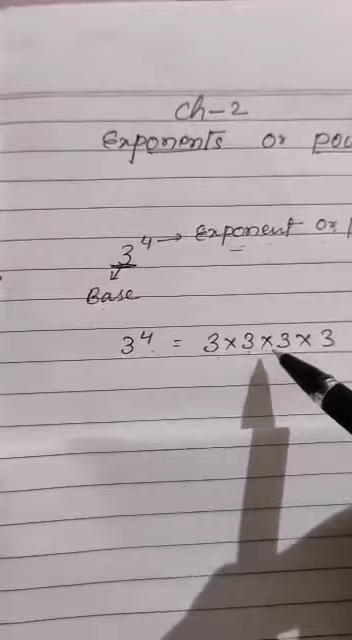 Ch-2
Exponents or
3⁴ → Exponent or
Base
3⁴ = 3×3×3×3